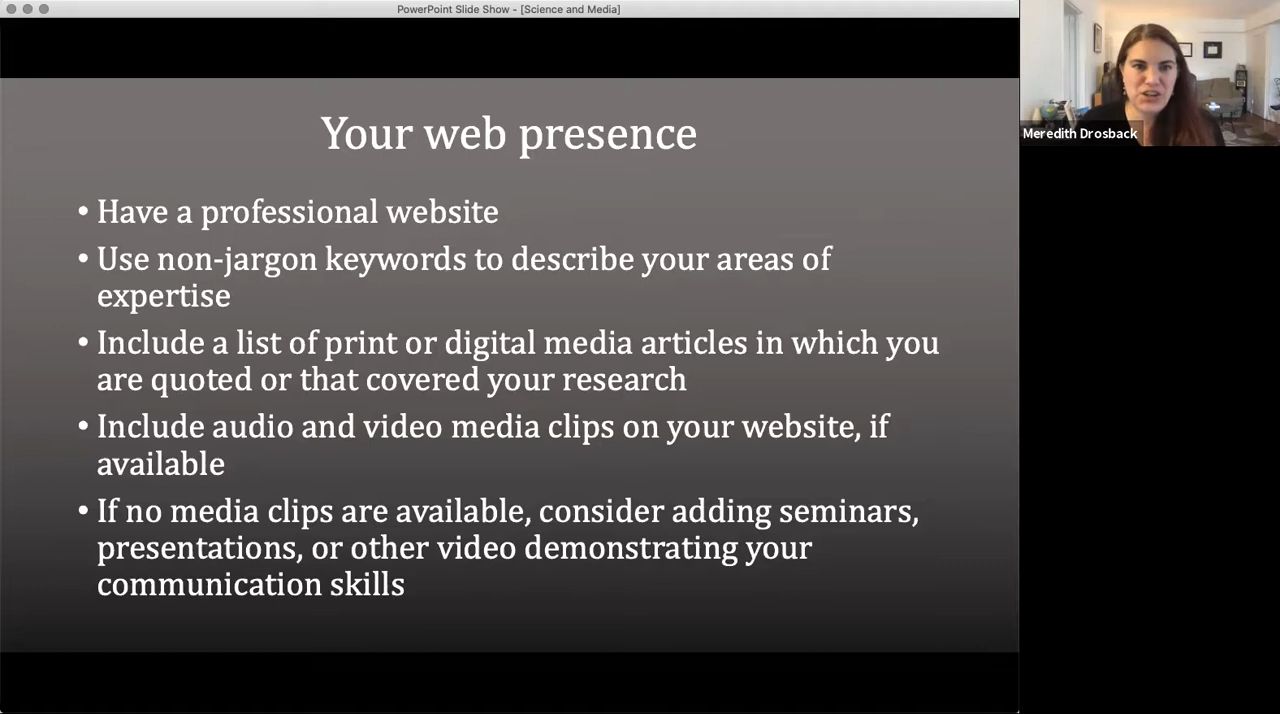 PowerPoint Slide Show - [Science and Media]
Meredith Drosback
Your web presence
• Have a professional website
• Use non-jargon keywords to describe your areas of
expertise
• Include a list of print or digital media articles in which you
are quoted or that covered your research
• Include audio and video media clips on your website, if
available
• If no media clips are available, consider adding seminars,
presentations, or other video demonstrating your
communication skills